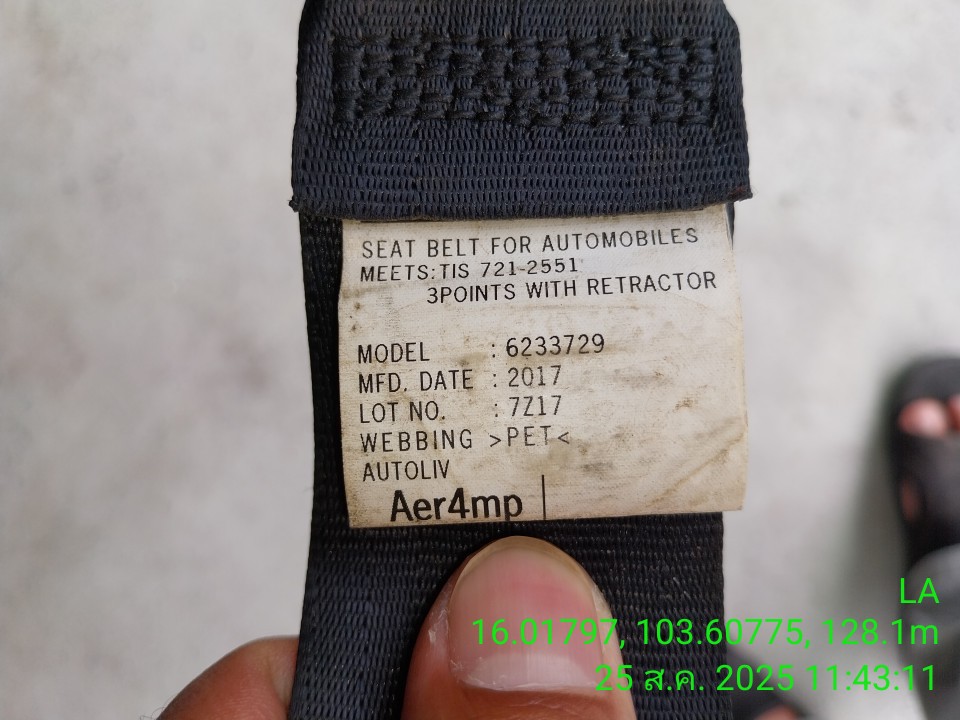 SEAT BELT FOR AUTOMOBILES
MEETS:TIS 721-2551
3POINTS WITH RETRACTOR
MODEL : 6233729
MFD. DATE : 2017
LOT NO. : 7Z17
WEBBING >PET<
AUTOLIV
Aer4mp
LA
16.01797, 103.60775, 128.1m
25 ส.ค. 2025 11:43:11